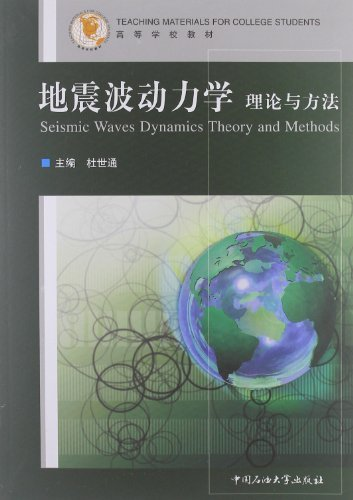 TEACHING MATERIALS FOR COLLEGE STUDENTS
高等学校教材
地震波动力学 理论与方法
Seismic Waves Dynamics Theory and Methods
主编 杜世通
中国石油大学出版社